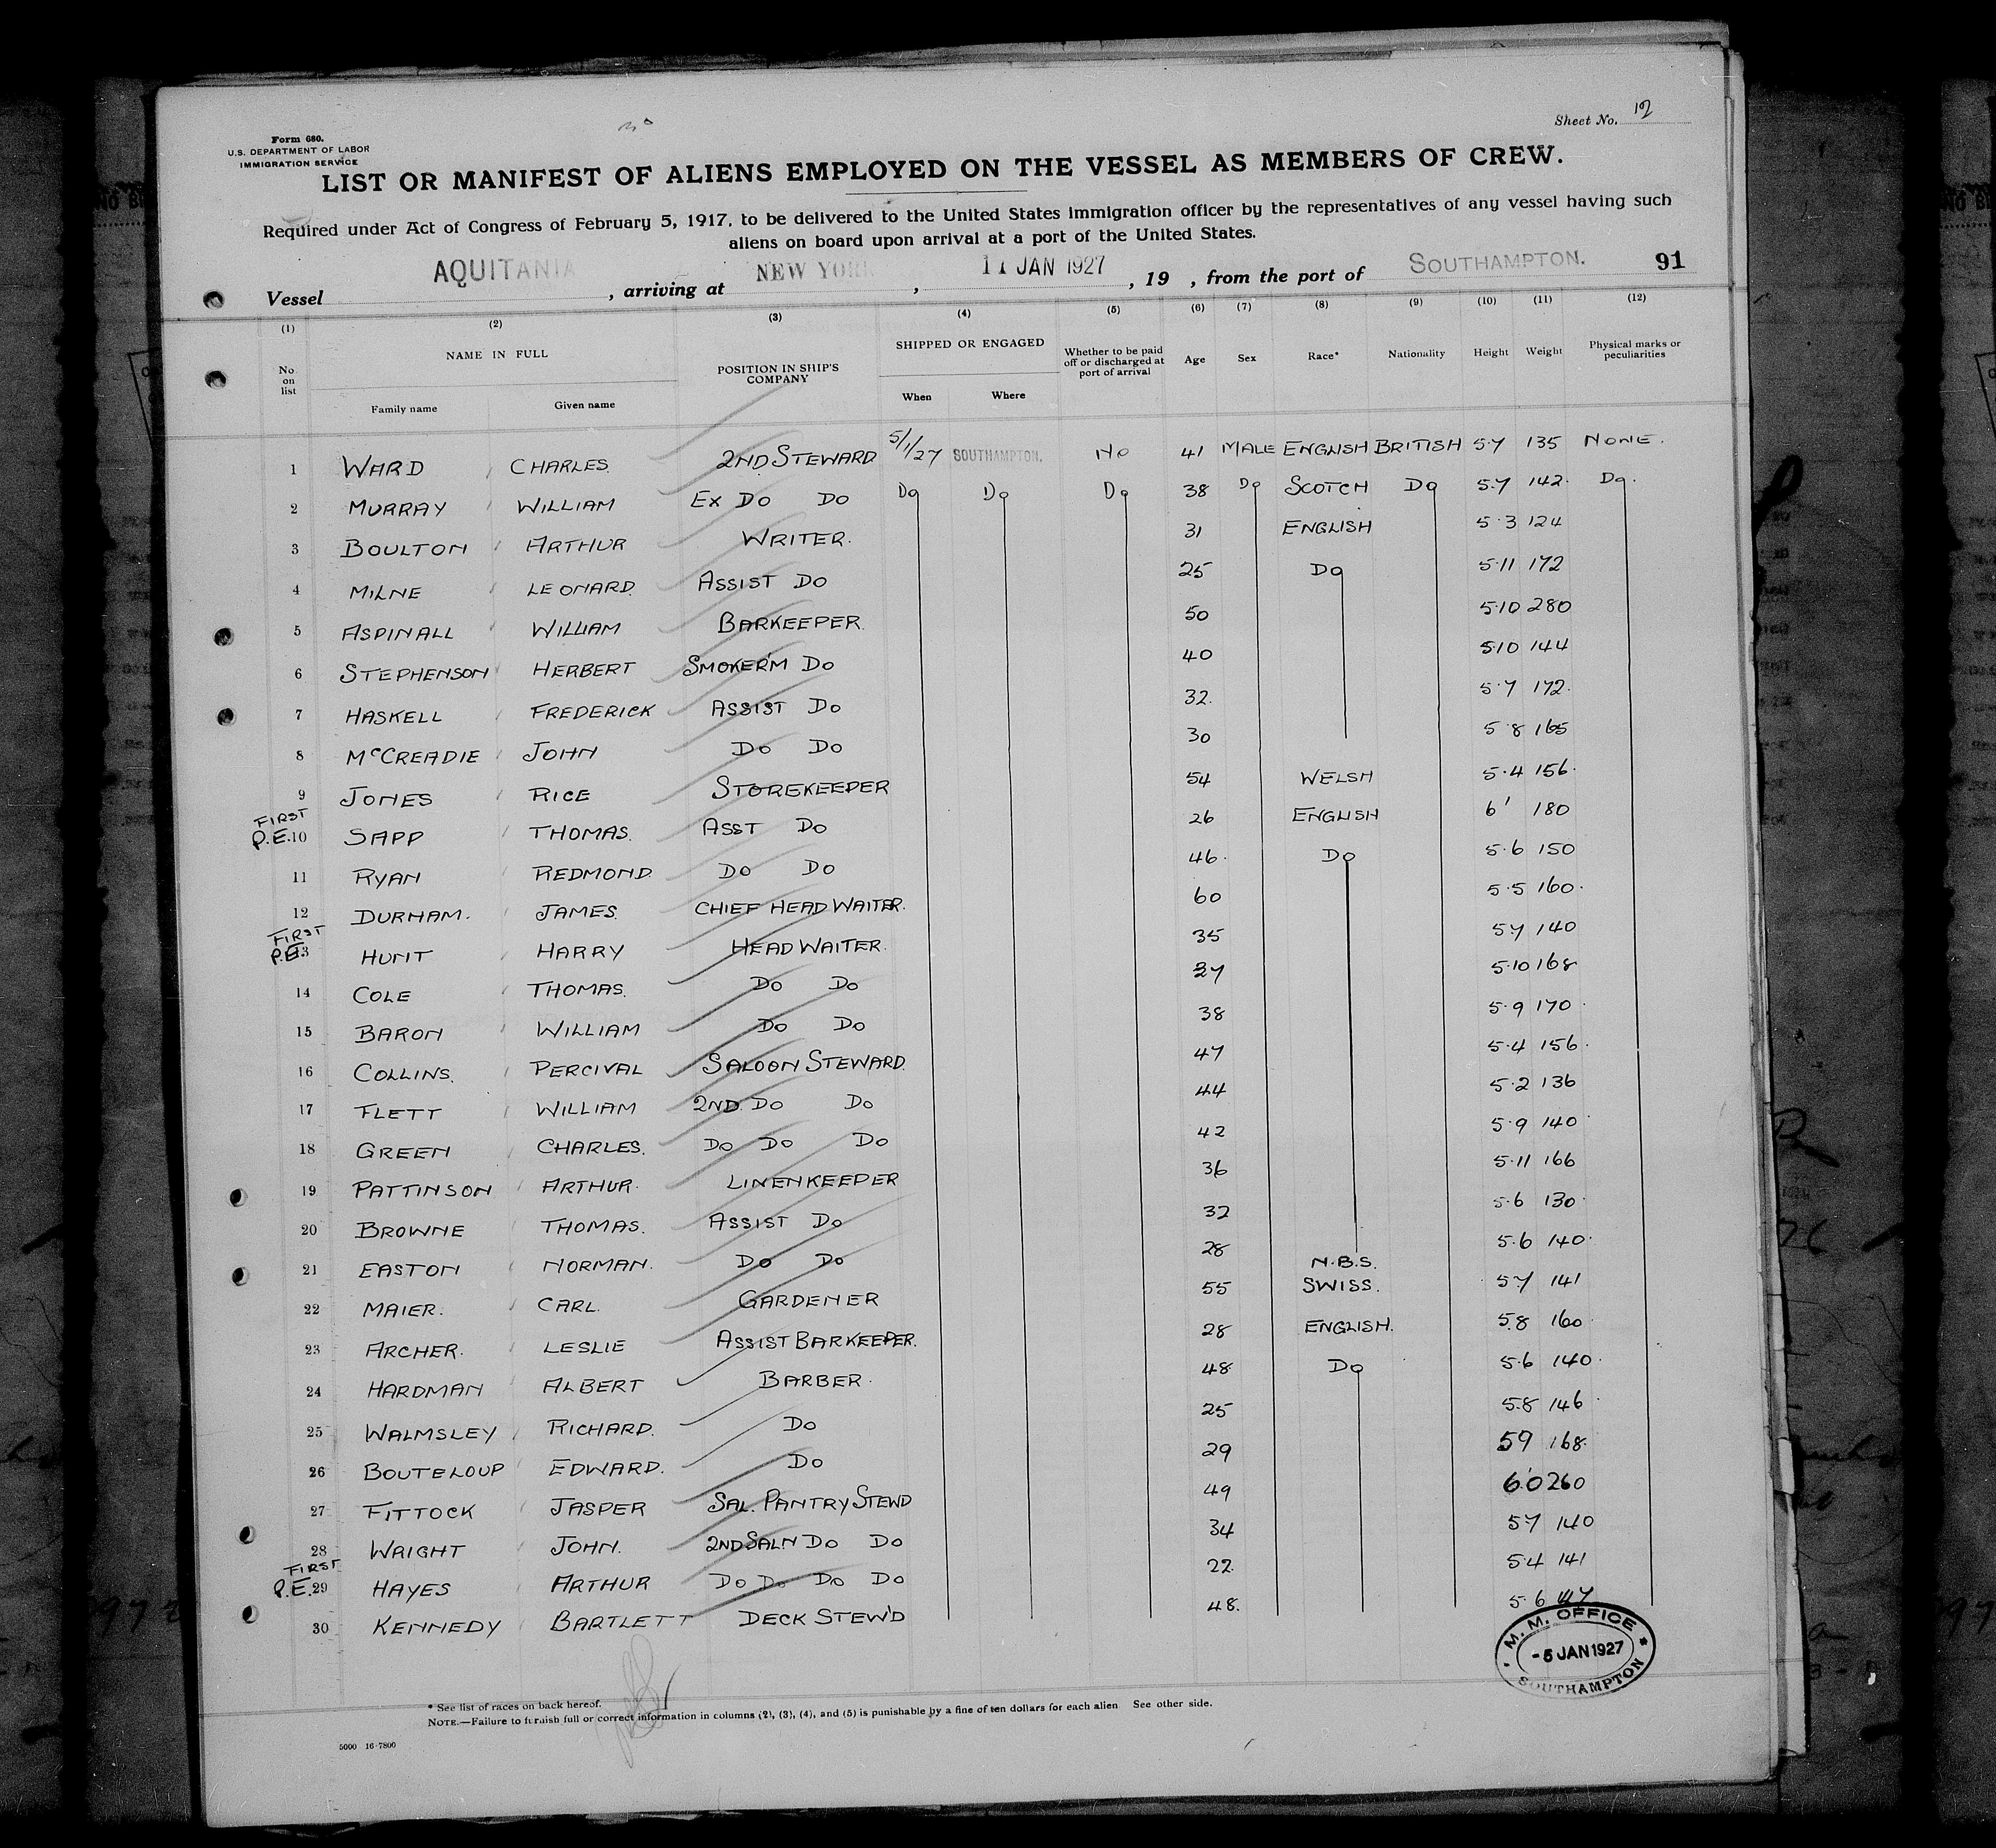 Sheet No. 12
Form 680.
U.S. DEPARTMENT OF LABOR
IMMIGRATION SERVICE
LIST OR MANIFEST OF ALIENS EMPLOYED ON THE VESSEL AS MEMBERS OF CREW.
Required under Act of Congress of February 5, 1917, to be delivered to the United States immigration officer by the representatives of any vessel having such
aliens on board upon arrival at a port of the United States.
Vessel AQUITANIA, arriving at NEW YORK, 11 JAN 1927, 19 , from the port of SOUTHAMPTON. 91
(1) (2) (3) (4) (5) (6) (7) (8) (9) (10) (11) (12)
No on list NAME IN FULL Family name Given name POSITION IN SHIP'S COMPANY SHIPPED OR ENGAGED When Where Whether to be paid off or discharged at port of arrival Age Sex Race* Nationality Height Weight Physical marks or peculiarities
1 WARD CHARLES. 2ND STEWARD 5/1/27 SOUTHAMPTON. NO 41 MALE ENGLISH BRITISH 5·7 135 NONE.
2 MURRAY WILLIAM EX DO DO DO DO DO 38 DO SCOTCH DO 5·7 142. DO.
3 BOULTON ARTHUR WRITER. 31 ENGLISH 5·3 124
4 MILNE LEONARD. ASSIST DO 25 DO 5·11 172
5 ASPINALL WILLIAM BARKEEPER. 50 5·10 280
6 STEPHENSON HERBERT SMOKER'M DO 40 5·10 144
7 HASKELL FREDERICK ASSIST DO 32. 5·7 172.
8 McCREADIE JOHN DO DO 30 5·8 165
9 JONES RICE STOREKEEPER 54 WELSH 5·4 156.
FIRST
P.E. 10 SAPP THOMAS. ASST DO 26 ENGLISH 6' 180
11 RYAN REDMOND. DO DO 46. DO 5·6 150
12 DURHAM. JAMES. CHIEF HEAD WAITER. 60 5·5 160.
FIRST
P.E. 13 HUNT HARRY HEAD WAITER. 35 5·7 140
14 COLE THOMAS. DO DO 37 5·10 168
15 BARON WILLIAM DO DO 38 5·9 170
16 COLLINS. PERCIVAL SALOON STEWARD. 47 5·4 156.
17 FLETT WILLIAM 2ND. DO DO 44 5·2 136
18 GREEN CHARLES. DO DO DO 42 5·9 140
19 PATTINSON ARTHUR. LINENKEEPER 36 5·11 166
20 BROWNE THOMAS. ASSIST DO 32 5·6 130
21 EASTON NORMAN. DO DO 28 5·6 140
22 MAIER. CARL. GARDENER 55 N.B.S. SWISS. 5·7 141
23 ARCHER. LESLIE ASSIST BARKEEPER. 28 ENGLISH. 5.8 160
24 HARDMAN ALBERT BARBER. 48 DO 5·6 140.
25 WALMSLEY RICHARD. DO 25 5.8 146
26 BOUTELOUP EDWARD. DO 29 59 168.
27 FITTOCK JASPER SAL. PANTRY STEWD 49 6.0 260
28 WRIGHT JOHN. 2ND SALN DO DO 34 5·7 140
FIRST
P.E. 29 HAYES ARTHUR DO DO DO DO 22. 5·4 141
30 KENNEDY BARTLETT DECK STEW'D 48. 5·6 147
M. M. OFFICE
-5 JAN 1927
SOUTHAMPTON
* See list of races on back hereof.
NOTE.—Failure to furnish full or correct information in columns (2), (3), (4), and (5) is punishable by a fine of ten dollars for each alien See other side.
5000 16-7800